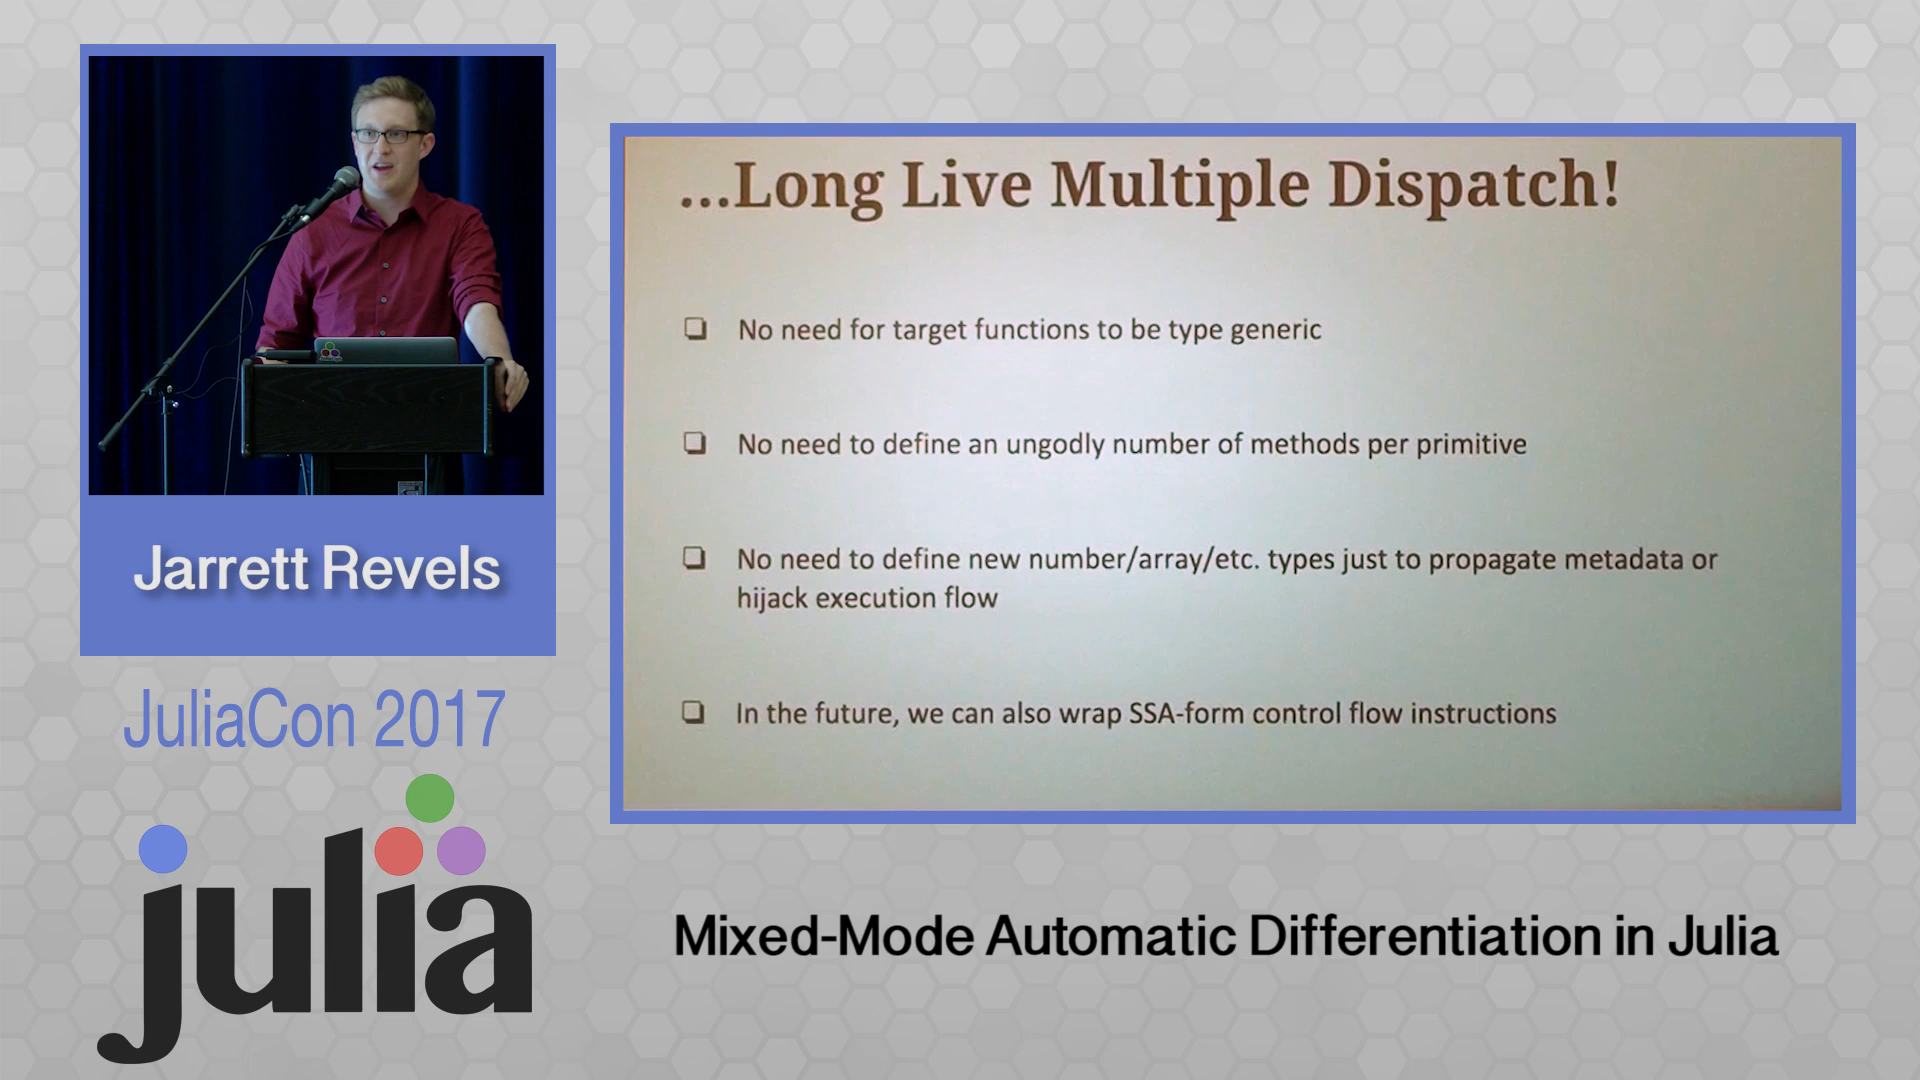 Jarrett Revels
JuliaCon 2017
julia
...Long Live Multiple Dispatch!
❏ No need for target functions to be type generic
❏ No need to define an ungodly number of methods per primitive
❏ No need to define new number/array/etc. types just to propagate metadata or
hijack execution flow
❏ In the future, we can also wrap SSA-form control flow instructions
Mixed-Mode Automatic Differentiation in Julia